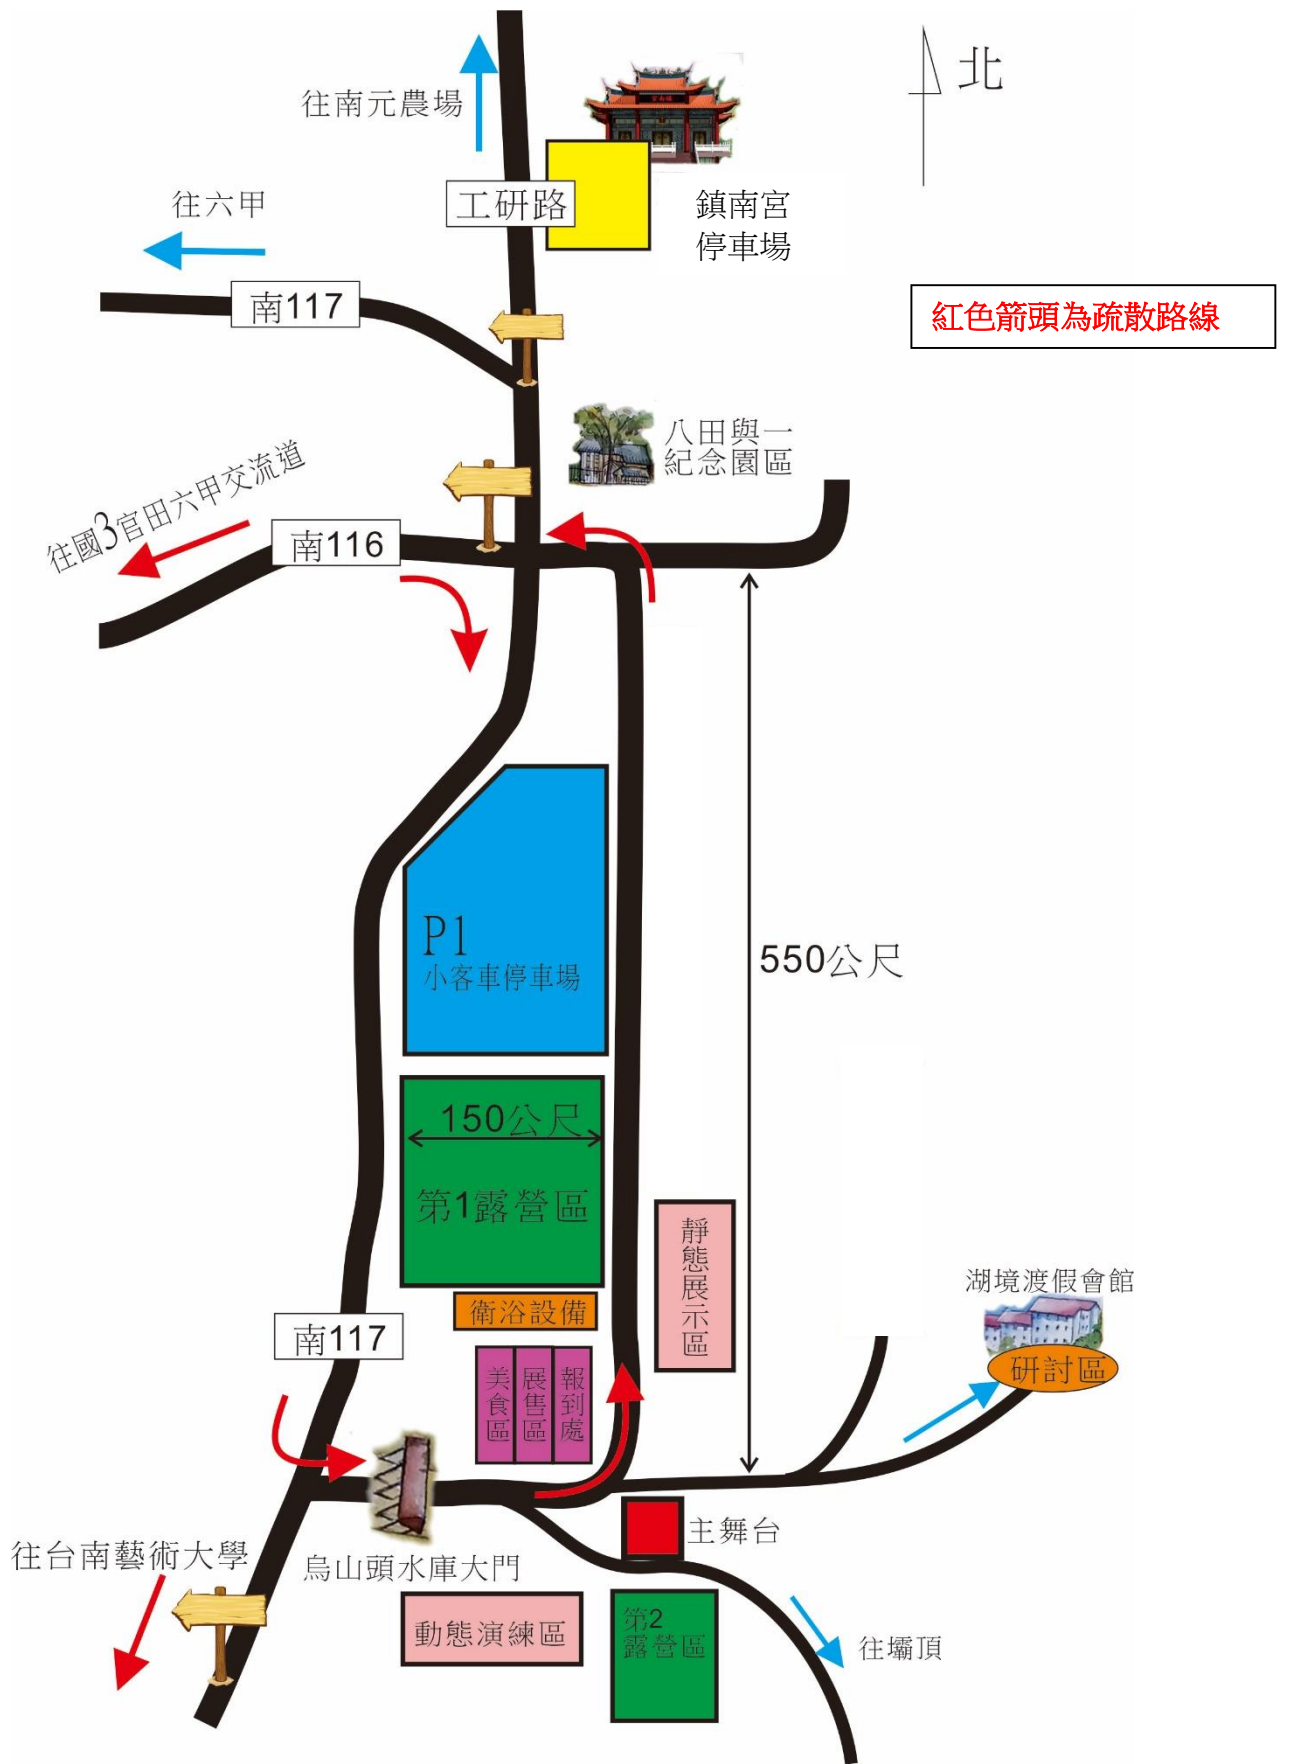 北
往南元農場
工研路
鎮南宮
停車場
往六甲
南117
紅色箭頭為疏散路線
八田與一
紀念園區
往國3官田六甲交流道
南116
P1
小客車停車場
550公尺
150公尺
第1露營區
靜態展示區
湖境渡假會館
研討區
衛浴設備
南117
美食區
展售區
報到處
主舞台
往台南藝術大學
烏山頭水庫大門
動態演練區
第2
露營區
往壩頂